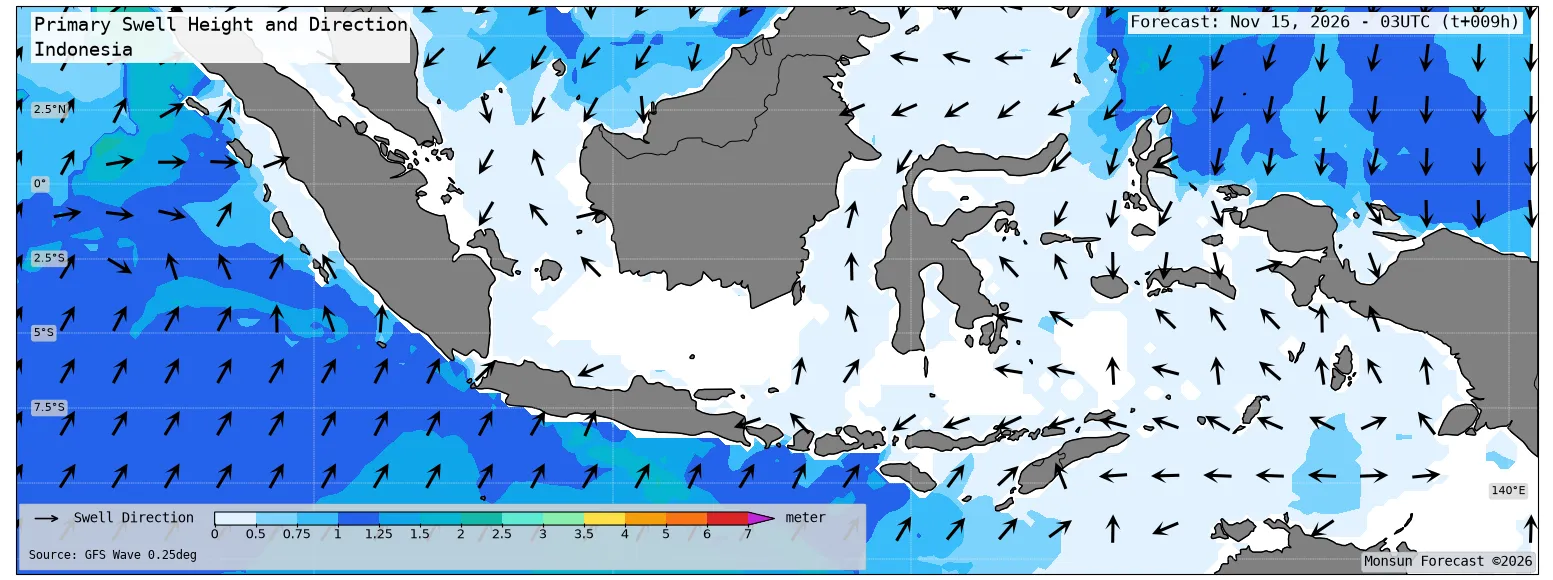 Primary Swell Height and Direction
Indonesia
Forecast: Nov 15, 2026 - 03UTC (t+009h)
2.5°N
0°
2.5°S
5°S
7.5°S
140°E
Swell Direction
0 0.5 0.75 1 1.25 1.5 2 2.5 3 3.5 4 5 6 7
meter
Source: GFS Wave 0.25deg
Monsun Forecast ©2026